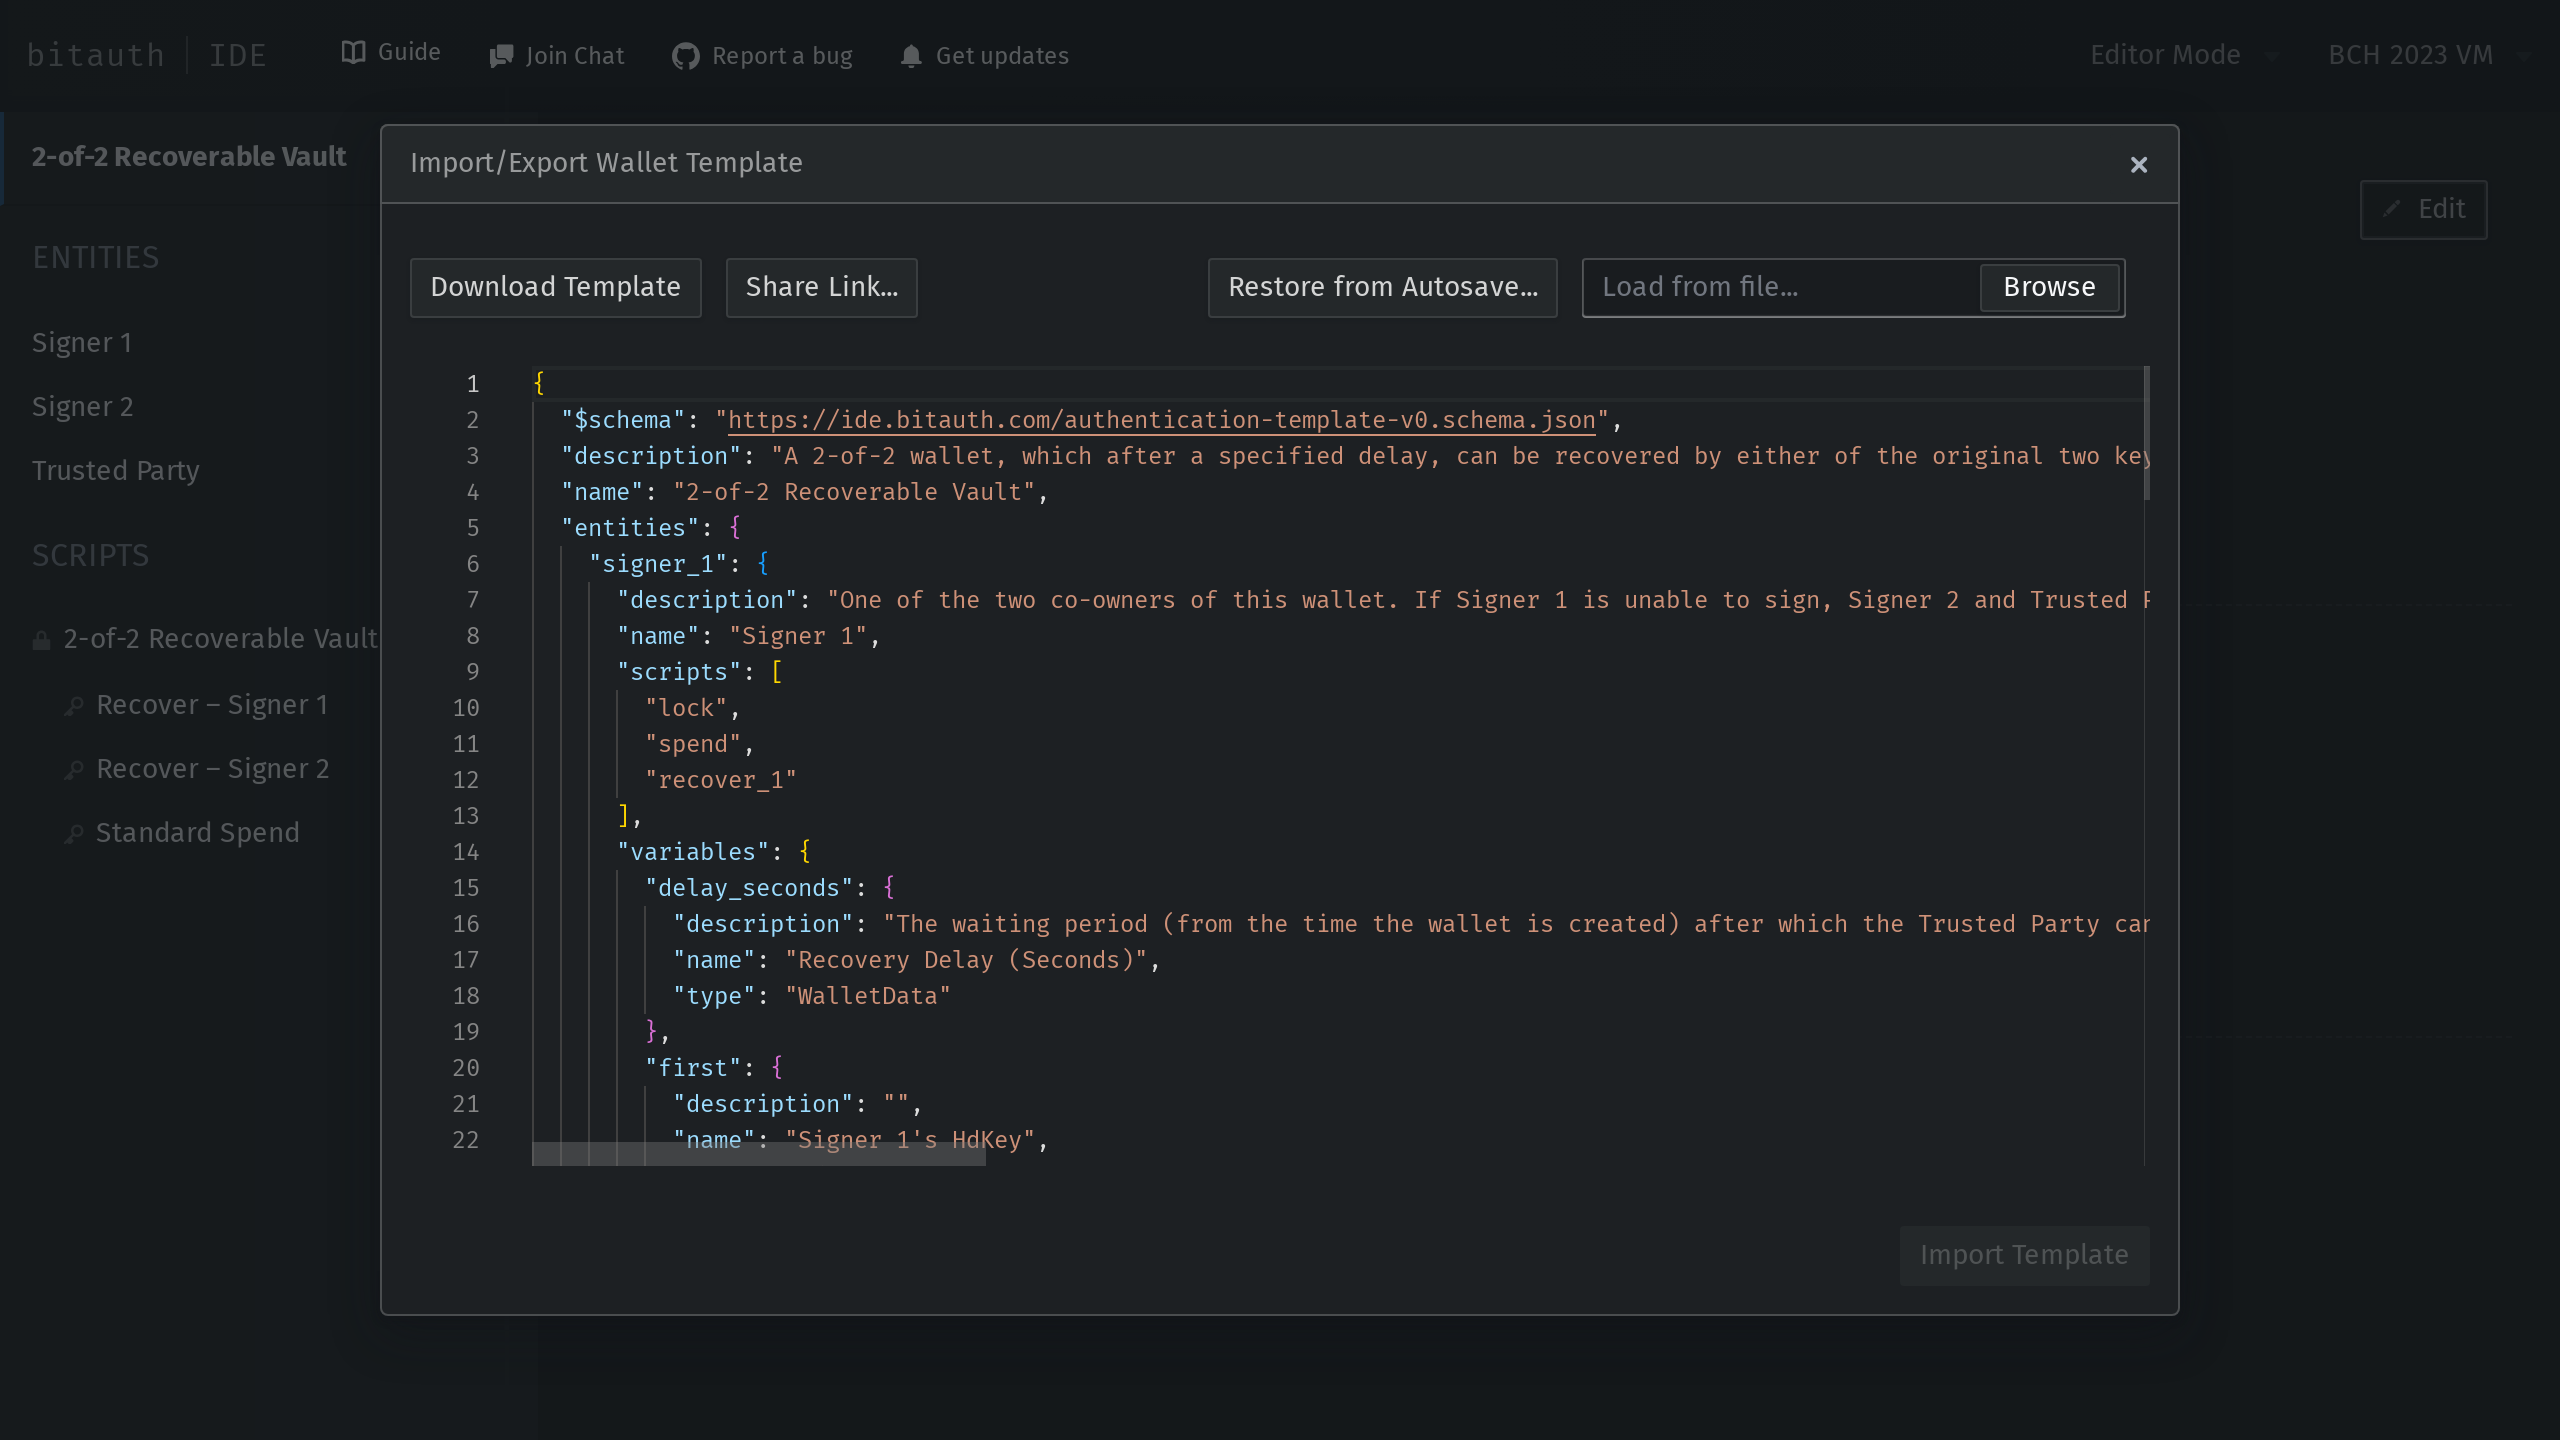 bitauth | IDE
Guide
Join Chat
Report a bug
Get updates
Editor Mode
BCH 2023 VM
2-of-2 Recoverable Vault
ENTITIES
Signer 1
Signer 2
Trusted Party
SCRIPTS
2-of-2 Recoverable Vault
Recover – Signer 1
Recover – Signer 2
Standard Spend
Edit
Import/Export Wallet Template
Download Template
Share Link...
Restore from Autosave...
Load from file...
Browse
1 {
2 "$schema": "https://ide.bitauth.com/authentication-template-v0.schema.json",
3 "description": "A 2-of-2 wallet, which after a specified delay, can be recovered by either of the original two key
4 "name": "2-of-2 Recoverable Vault",
5 "entities": {
6 "signer_1": {
7 "description": "One of the two co-owners of this wallet. If Signer 1 is unable to sign, Signer 2 and Trusted
8 "name": "Signer 1",
9 "scripts": [
10 "lock",
11 "spend",
12 "recover_1"
13 ],
14 "variables": {
15 "delay_seconds": {
16 "description": "The waiting period (from the time the wallet is created) after which the Trusted Party can
17 "name": "Recovery Delay (Seconds)",
18 "type": "WalletData"
19 },
20 "first": {
21 "description": "",
22 "name": "Signer 1's HdKey",
Import Template